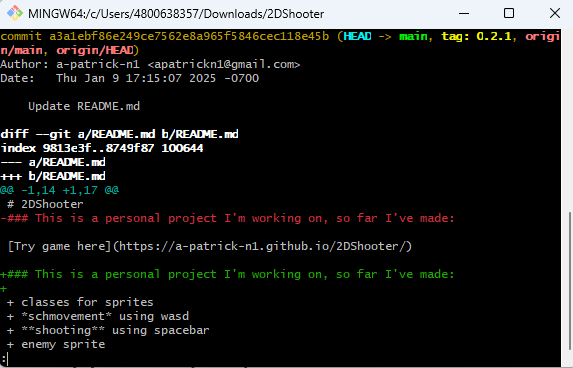 MINGW64:/c/Users/4800638357/Downloads/2DShooter
commit a3a1ebf86e249ce7562e8a965f5846cec118e45b (HEAD -> main, tag: 0.2.1, origi
n/main, origin/HEAD)
Author: a-patrick-n1 <apatrickn1@gmail.com>
Date:   Thu Jan 9 17:15:07 2025 -0700
    Update README.md
diff --git a/README.md b/README.md
index 9813e3f..8749f87 100644
--- a/README.md
+++ b/README.md
@@ -1,14 +1,17 @@
 # 2DShooter
-### This is a personal project I'm working on, so far I've made:
 [Try game here](https://a-patrick-n1.github.io/2DShooter/)
+### This is a personal project I'm working on, so far I've made:
+
 + classes for sprites
 + *schmovement* using wasd
 + **shooting** using spacebar
 + enemy sprite
: